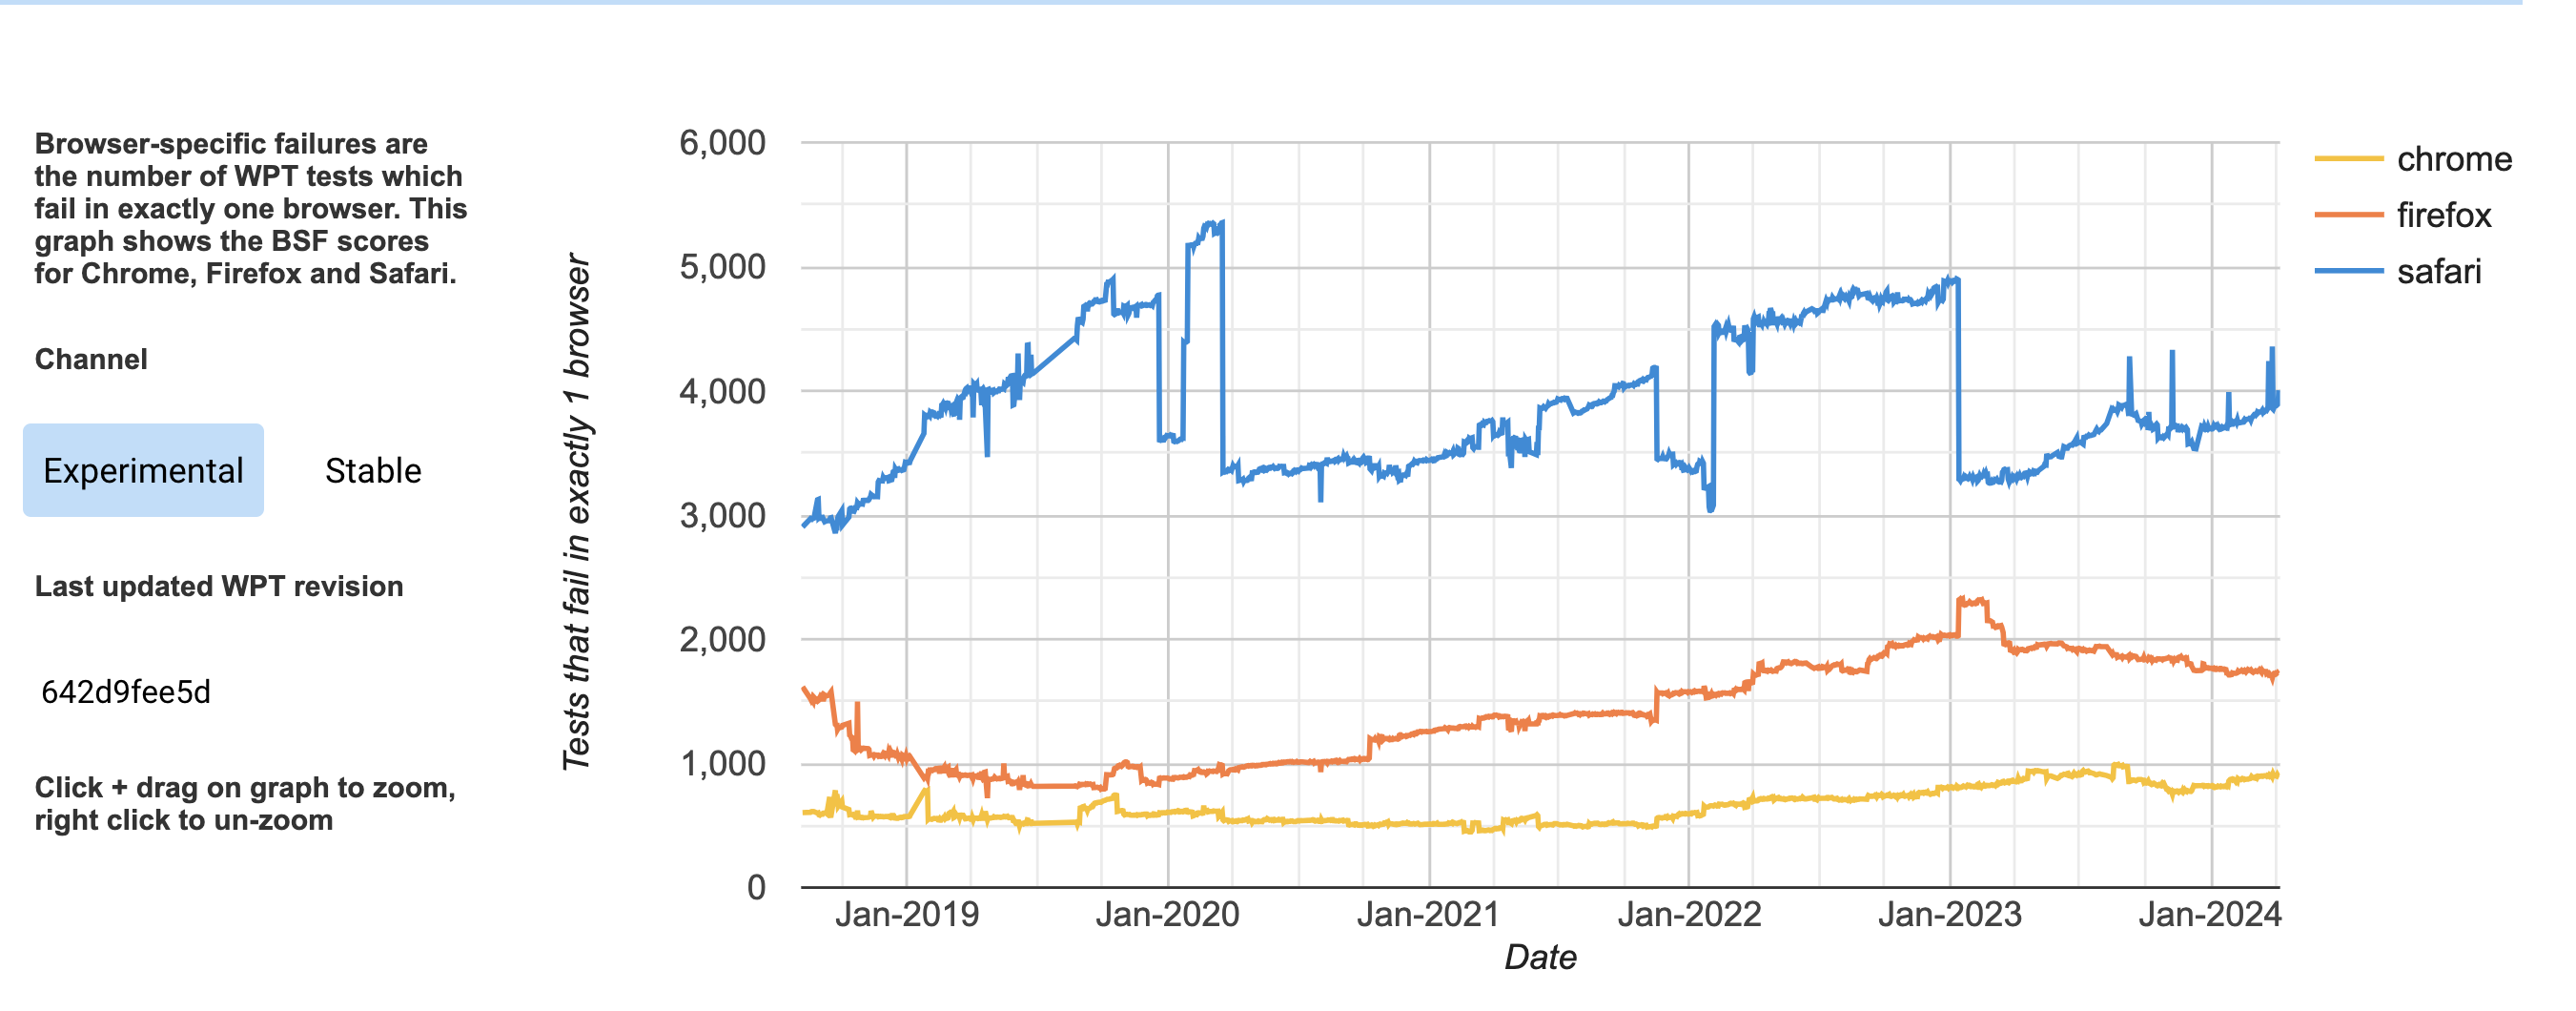 Browser-specific failures are
the number of WPT tests which
fail in exactly one browser. This
graph shows the BSF scores
for Chrome, Firefox and Safari.
Channel
Experimental
Stable
Last updated WPT revision
642d9fee5d
Click + drag on graph to zoom,
right click to un-zoom
Tests that fail in exactly 1 browser
6,000
5,000
4,000
3,000
2,000
1,000
0
Jan-2019
Jan-2020
Jan-2021
Jan-2022
Jan-2023
Jan-2024
Date
chrome
firefox
safari